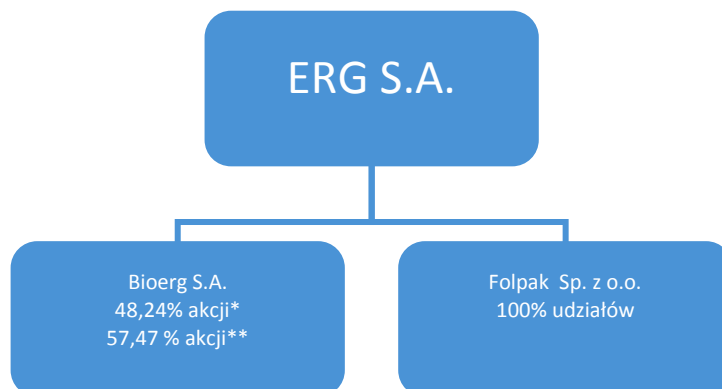 ERG S.A.
Bioerg S.A.
48,24% akcji*
57,47 % akcji**
Folpak  Sp. z o.o.
100% udziałów